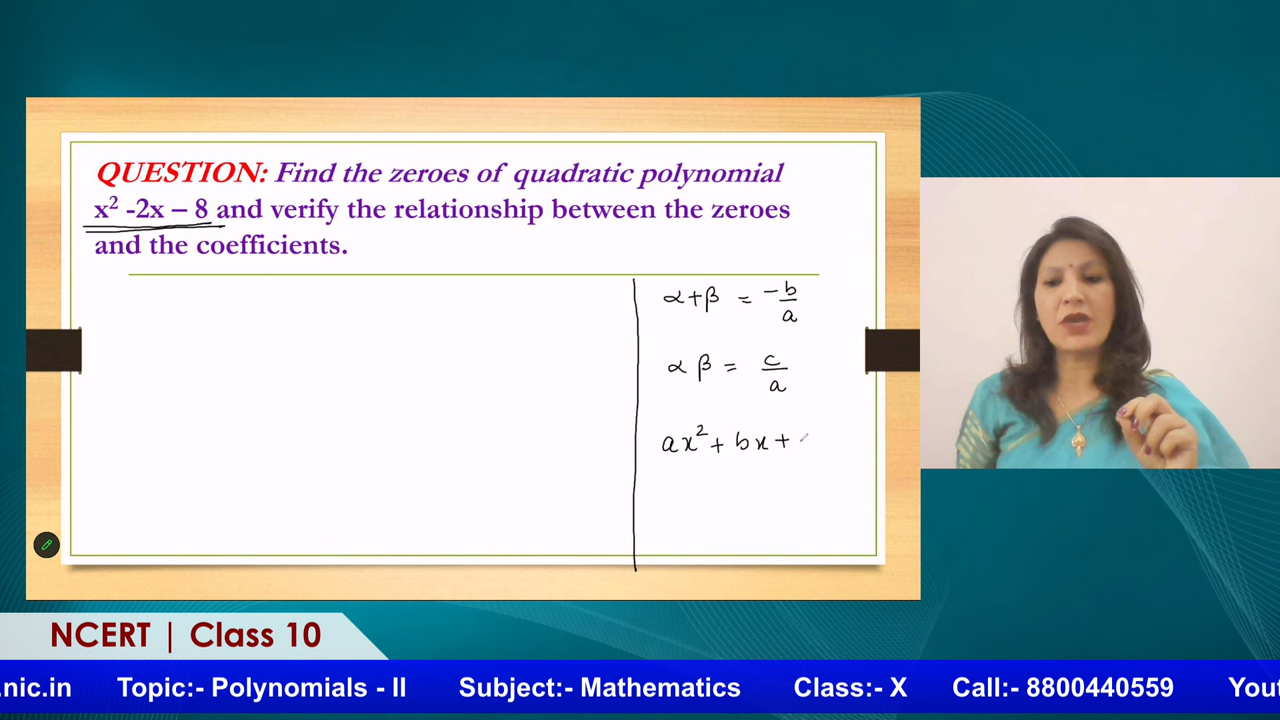 QUESTION: Find the zeroes of quadratic polynomial
x² -2x – 8 and verify the relationship between the zeroes
and the coefficients.
α+β = -b/a
αβ = c/a
ax² + bx +
NCERT | Class 10
.nic.in Topic:- Polynomials - II Subject:- Mathematics Class:- X Call:- 8800440559 Yout